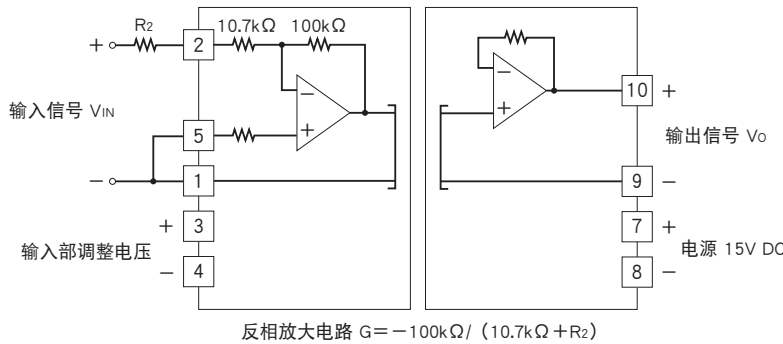 R2 10.7kΩ 100kΩ
+ 2
− +
− +
输入信号 VIN
10 +
5
输出信号 VO
− 1
9 −
+ 3
7 +
输入部调整电压
电源 15V DC
− 4
8 −
反相放大电路 G=−100kΩ/（10.7kΩ+R2）